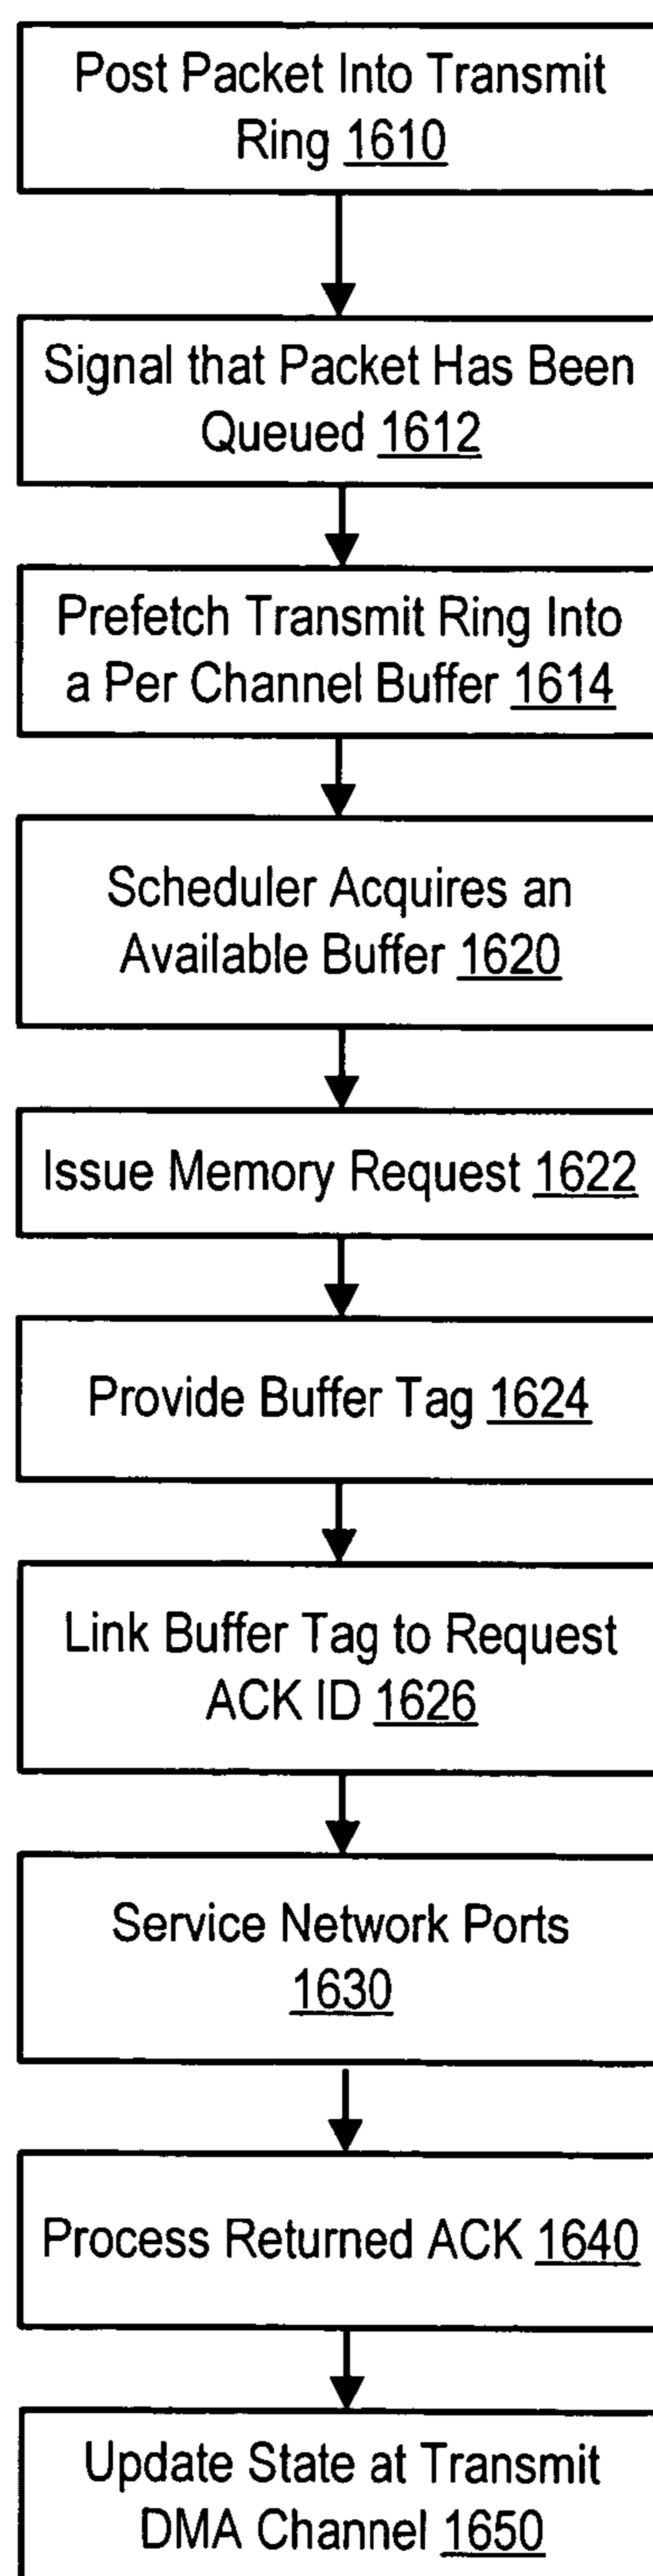 Post Packet Into Transmit
Ring 1610
Signal that Packet Has Been
Queued 1612
Prefetch Transmit Ring Into
a Per Channel Buffer 1614
Scheduler Acquires an
Available Buffer 1620
Issue Memory Request 1622
Provide Buffer Tag 1624
Link Buffer Tag to Request
ACK ID 1626
Service Network Ports
1630
Process Returned ACK 1640
Update State at Transmit
DMA Channel 1650